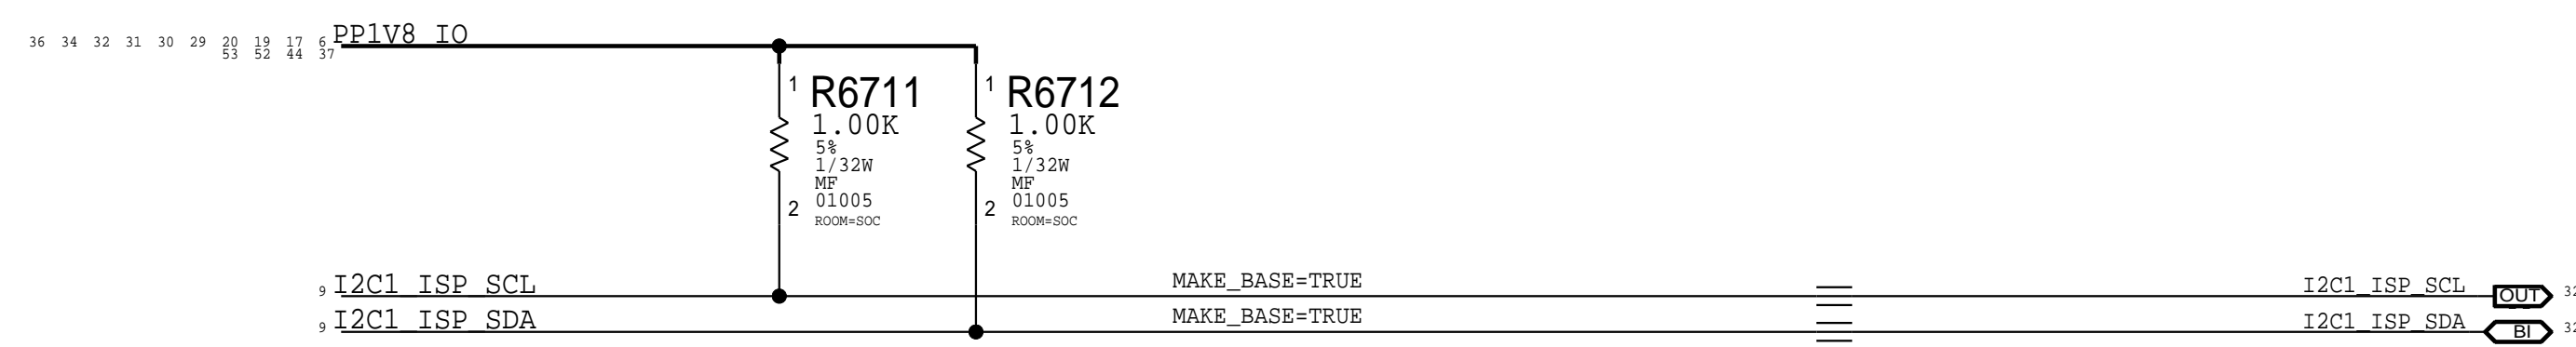 36 34 32 31 30 29 20 19 17 6 PP1V8_IO
53 52 44 37
1 R6711
1.00K
5%
1/32W
MF
01005
2
ROOM=SOC
1 R6712
1.00K
5%
1/32W
MF
01005
2
ROOM=SOC
9 I2C1_ISP_SCL MAKE_BASE=TRUE I2C1_ISP_SCL OUT 32
9 I2C1_ISP_SDA MAKE_BASE=TRUE I2C1_ISP_SDA BI 32